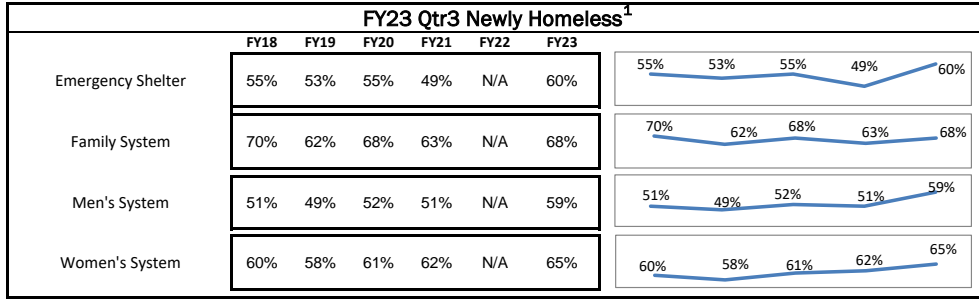 FY23 Qtr3 Newly Homeless1
FY18 FY19 FY20 FY21 FY22 FY23
Emergency Shelter 55% 53% 55% 49% N/A 60%
55% 53% 55% 49% 60%
Family System 70% 62% 68% 63% N/A 68%
70% 62% 68% 63% 68%
Men's System 51% 49% 52% 51% N/A 59%
51% 49% 52% 51% 59%
Women's System 60% 58% 61% 62% N/A 65%
60% 58% 61% 62% 65%